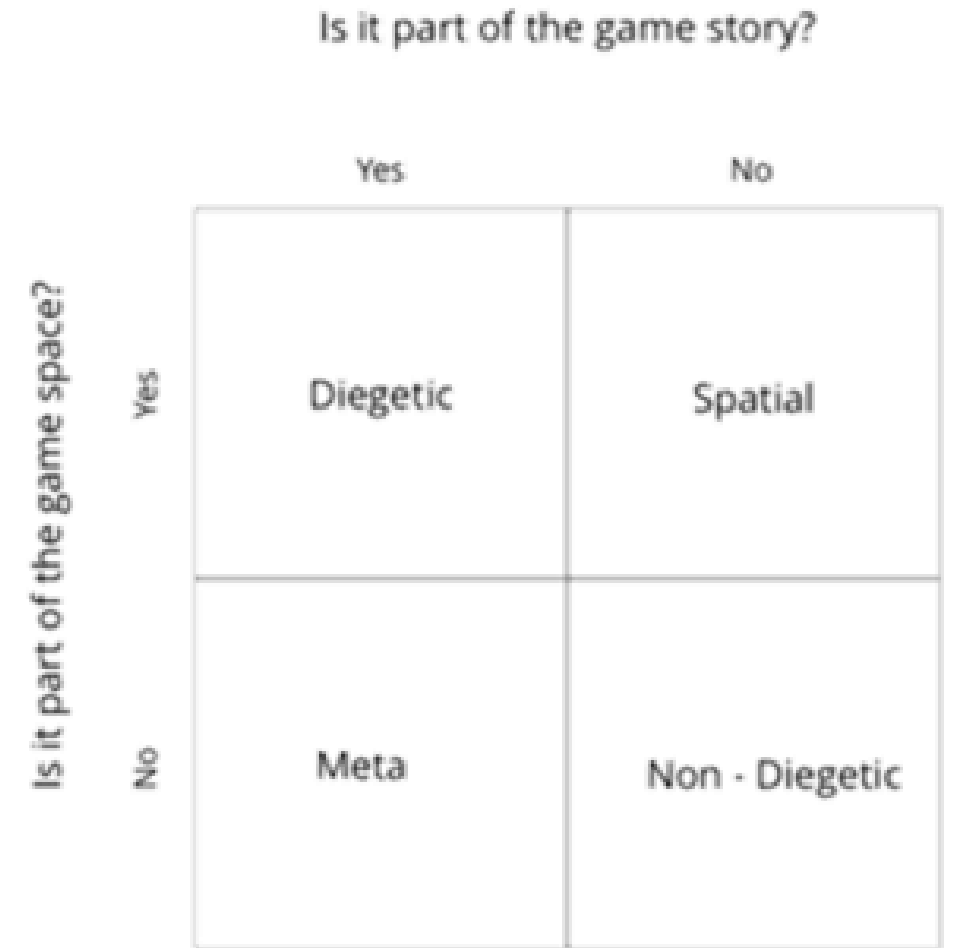 Is it part of the game story?
Yes
No
Is it part of the game space?
Yes
Diegetic
Spatial
No
Meta
Non - Diegetic